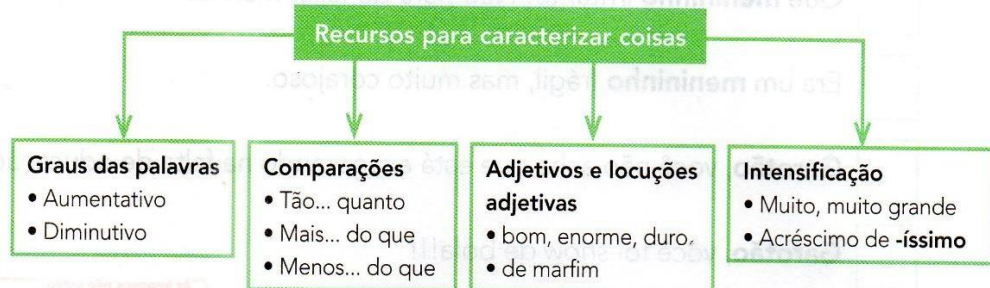 Recursos para caracterizar coisas
Era um menininho frágil, mas muito corajoso.
Graus das palavras
• Aumentativo
• Diminutivo
Comparações
• Tão... quanto
• Mais... do que
• Menos... do que
Adjetivos e locuções
adjetivas
• bom, enorme, duro,
• de marfim
Intensificação
• Muito, muito grande
• Acréscimo de -íssimo